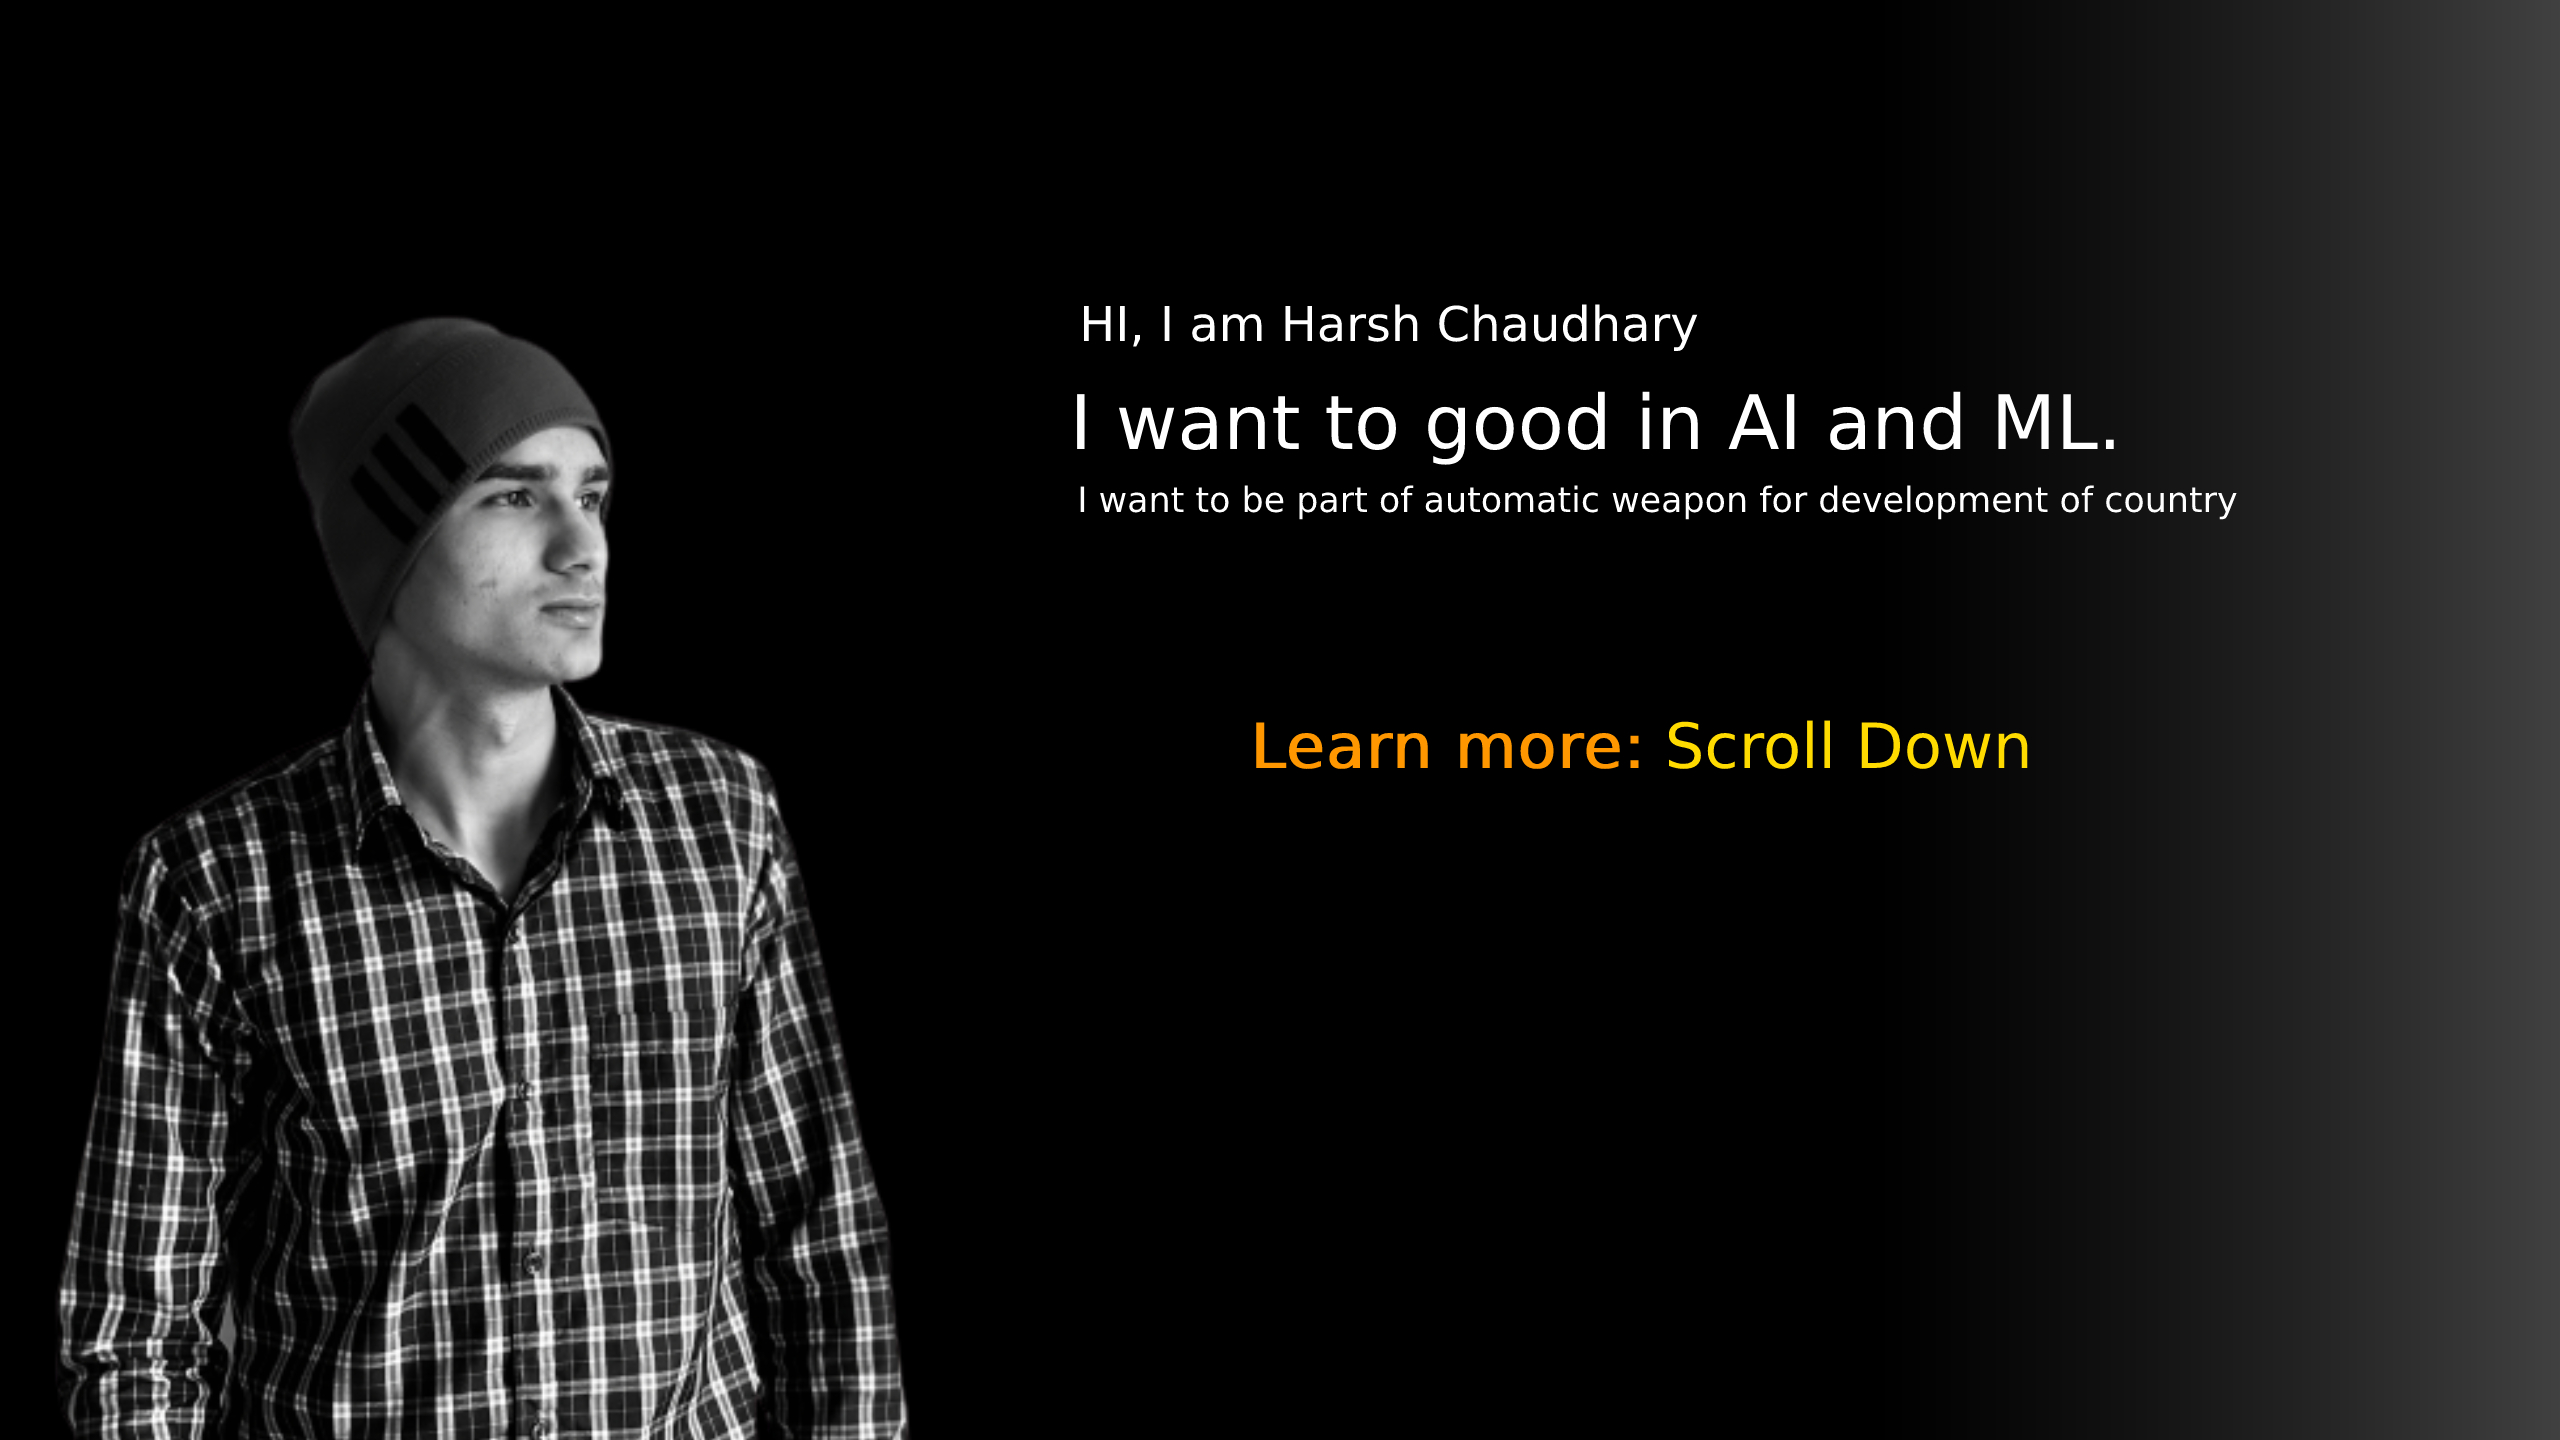 HI, I am Harsh Chaudhary
I want to good in AI and ML.
I want to be part of automatic weapon for development of country
Learn more: Scroll Down